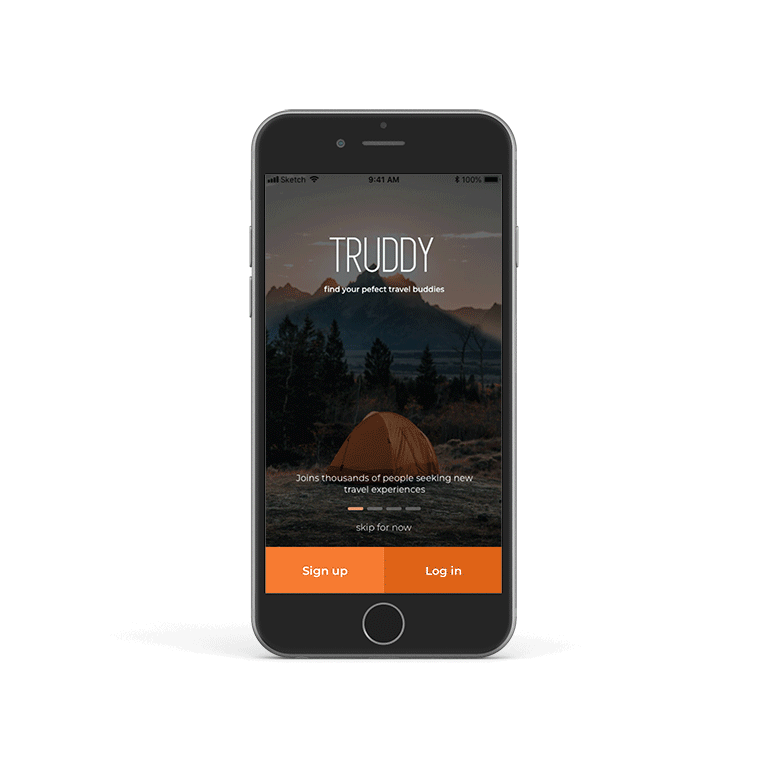 Sketch 9:41 AM 100%
TRUDDY
find your pefect travel buddies
Joins thousands of people seeking new
travel experiences
skip for now
Sign up Log in